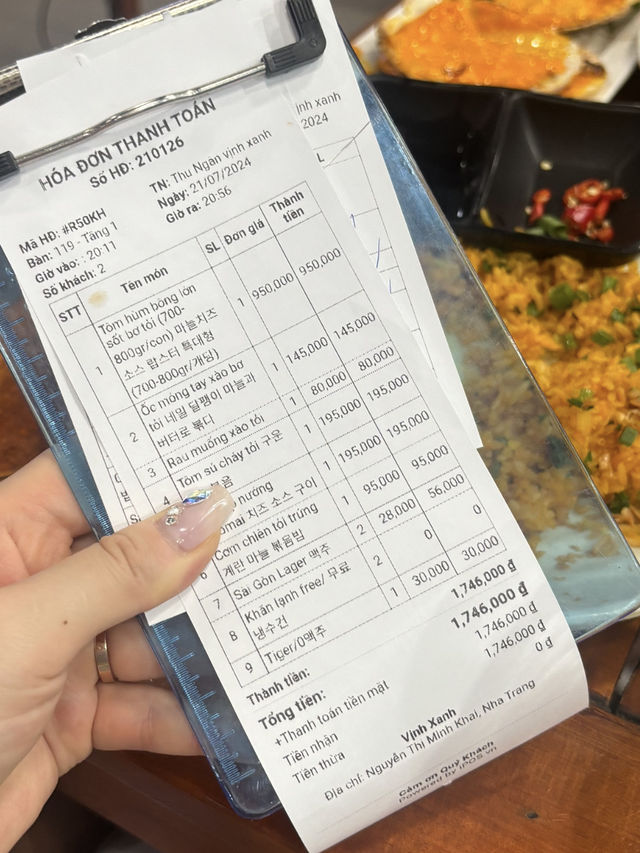 HÓA ĐƠN THANH TOÁN
Số HĐ: 210126
Mã HĐ: #R50KH
TN: Thu Ngan vịnh xanh
Bàn: 119 - Tầng 1
Ngày: 21/07/2024
Giờ vào: : 20:11
Giờ ra: 20:56
Số khách: 2
STT Tên món SL Đơn giá Thành tiền
1 Tôm hùm bông lớn 1 950,000 950,000
sốt bơ tỏi (700-
800gr/con) 마늘치즈
소스 랍스터 특대형
(700-800gr/개당)
2 Ốc móng tay xào bơ 1 145,000 145,000
tỏi 네일 달팽이 마늘과
버터로 볶나
3 Rau muống xào tỏi 1 80,000 80,000
4 Tôm sú cháy tỏi 구운 1 195,000 195,000
nướng 1 195,000 195,000
치즈 소스 구이
6 Cơm chiên tỏi trứng 1 95,000 95,000
계란 마늘 볶음밥
7 Sai Gòn Lager 맥주 2 28,000 56,000
8 Khăn lạnh free/ 무료 2 0 0
냉수건
9 Tiger/0맥주 1 30,000 30,000
Thành tiền: 1,746,000 ₫
Tổng tiền: 1,746,000 ₫
+Thanh toán tiền mặt 1,746,000 ₫
Tiền nhận 1,746,000 ₫
Tiền thừa 0 ₫
Vịnh Xanh
Địa chỉ: Nguyễn Thị Minh Khai, Nha Trang
Cảm ơn Quý Khách
Powered by iPOS.vn
ịnh xanh
2024